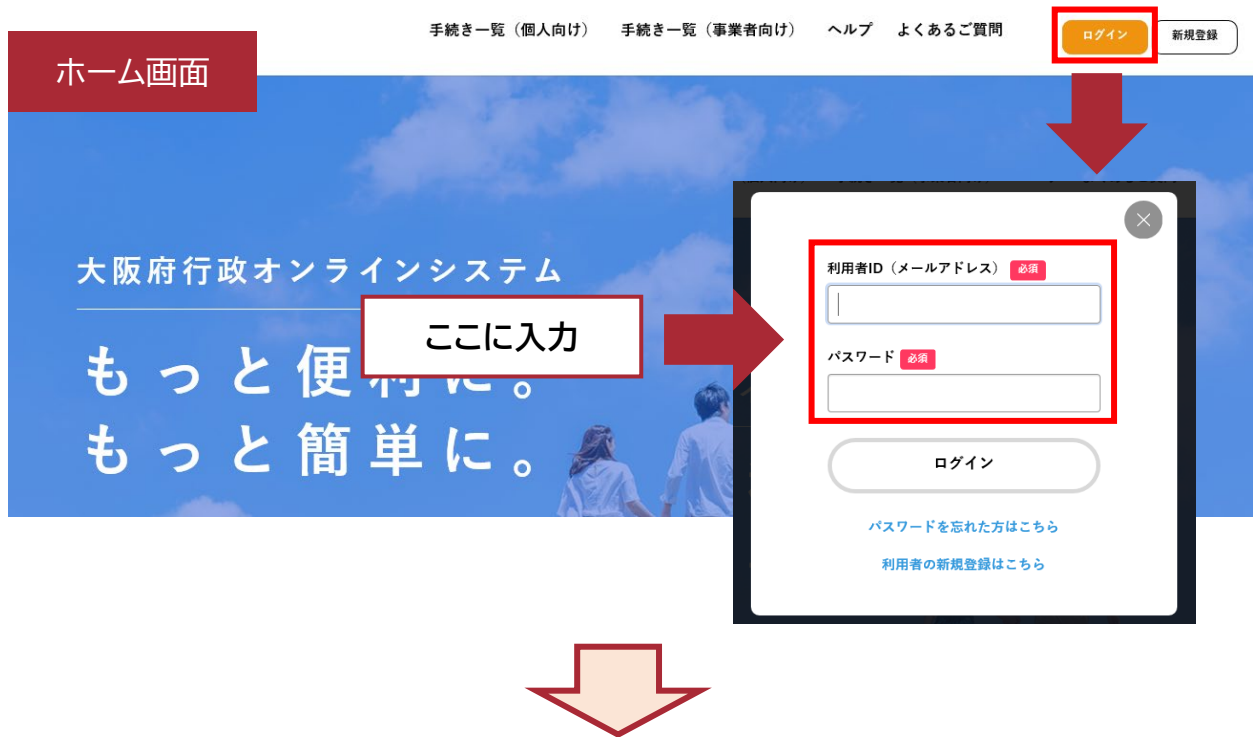 手続き一覧（個人向け） 手続き一覧（事業者向け） ヘルプ よくあるご質問 ログイン 新規登録
ホーム画面
大阪府行政オンラインシステム
ここに入力
もっと便利に。
もっと簡単に。
利用者ID（メールアドレス） 必須
パスワード 必須
ログイン
パスワードを忘れた方はこちら
利用者の新規登録はこちら